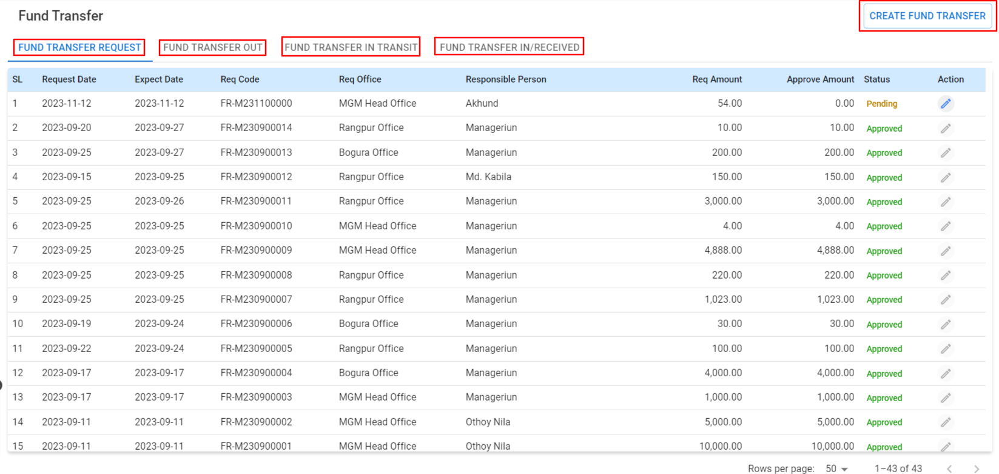 Fund Transfer
CREATE FUND TRANSFER
FUND TRANSFER REQUEST FUND TRANSFER OUT FUND TRANSFER IN TRANSIT FUND TRANSFER IN/RECEIVED
SL Request Date Expect Date Req Code Req Office Responsible Person Req Amount Approve Amount Status Action
1 2023-11-12 2023-11-12 FR-M231100000 MGM Head Office Akhund 54.00 0.00 Pending
2 2023-09-20 2023-09-27 FR-M230900014 Rangpur Office Manageriun 10.00 10.00 Approved
3 2023-09-25 2023-09-27 FR-M230900013 Bogura Office Manageriun 200.00 200.00 Approved
4 2023-09-15 2023-09-25 FR-M230900012 Rangpur Office Md. Kabila 150.00 150.00 Approved
5 2023-09-25 2023-09-26 FR-M230900011 Rangpur Office Manageriun 3,000.00 3,000.00 Approved
6 2023-09-25 2023-09-25 FR-M230900010 MGM Head Office Manageriun 4.00 4.00 Approved
7 2023-09-25 2023-09-25 FR-M230900009 MGM Head Office Manageriun 4,888.00 4,888.00 Approved
8 2023-09-25 2023-09-25 FR-M230900008 Rangpur Office Manageriun 220.00 220.00 Approved
9 2023-09-25 2023-09-25 FR-M230900007 Rangpur Office Manageriun 1,023.00 1,023.00 Approved
10 2023-09-19 2023-09-24 FR-M230900006 Bogura Office Manageriun 30.00 30.00 Approved
11 2023-09-22 2023-09-24 FR-M230900005 Rangpur Office Manageriun 100.00 100.00 Approved
12 2023-09-17 2023-09-17 FR-M230900004 Bogura Office Manageriun 4,000.00 4,000.00 Approved
13 2023-09-17 2023-09-17 FR-M230900003 MGM Head Office Manageriun 1,000.00 1,000.00 Approved
14 2023-09-11 2023-09-11 FR-M230900002 MGM Head Office Othoy Nila 5,000.00 5,000.00 Approved
15 2023-09-11 2023-09-11 FR-M230900001 MGM Head Office Othoy Nila 10,000.00 10,000.00 Approved
Rows per page: 50 1–43 of 43